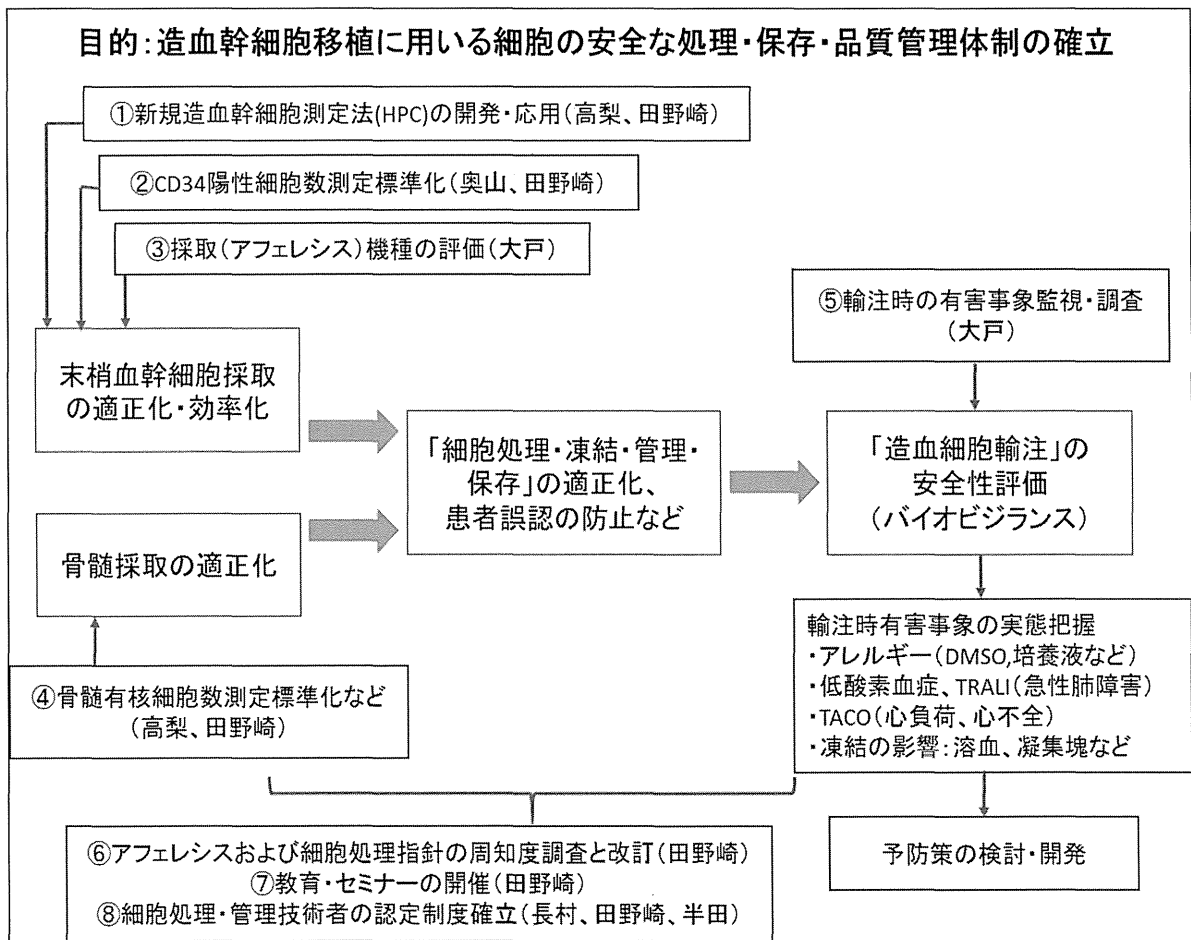 目的：造血幹細胞移植に用いる細胞の安全な処理・保存・品質管理体制の確立
①新規造血幹細胞測定法(HPC)の開発・応用（高梨、田野崎）
②CD34陽性細胞数測定標準化（奥山、田野崎）
③採取（アフェレシス）機種の評価（大戸）
⑤輸注時の有害事象監視・調査
（大戸）
末梢血幹細胞採取
の適正化・効率化
「細胞処理・凍結・管理・
保存」の適正化、
患者誤認の防止など
「造血細胞輸注」の
安全性評価
（バイオビジランス）
骨髄採取の適正化
④骨髄有核細胞数測定標準化など
（高梨、田野崎）
輸注時有害事象の実態把握
・アレルギー（DMSO,培養液など）
・低酸素血症、TRALI（急性肺障害）
・TACO（心負荷、心不全）
・凍結の影響：溶血、凝集塊など
⑥アフェレシスおよび細胞処理指針の周知度調査と改訂（田野崎）
⑦教育・セミナーの開催（田野崎）
⑧細胞処理・管理技術者の認定制度確立（長村、田野崎、半田）
予防策の検討・開発